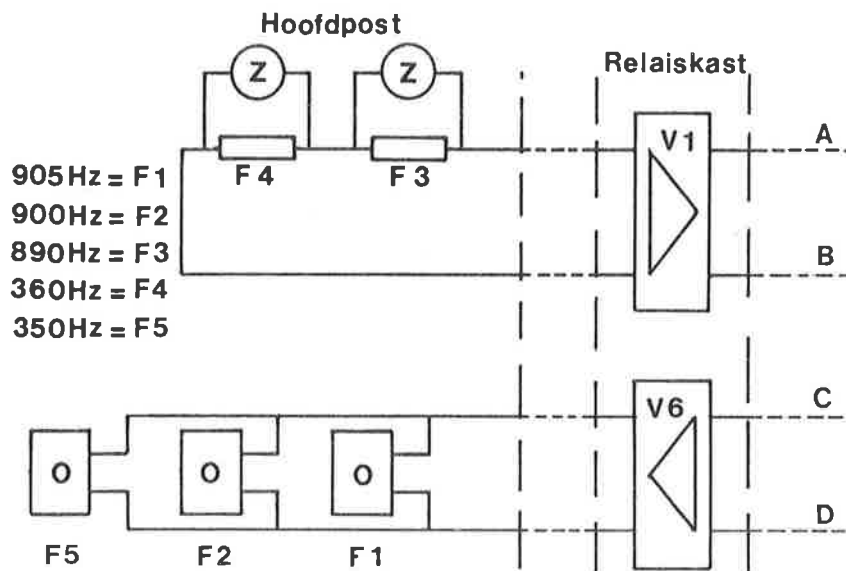 Hoofdpost
Relaiskast
Z
Z
F4
F3
V1
A
B
905Hz = F1
900Hz = F2
890Hz = F3
360Hz = F4
350Hz = F5
V6
C
D
O
O
O
F5
F2
F1